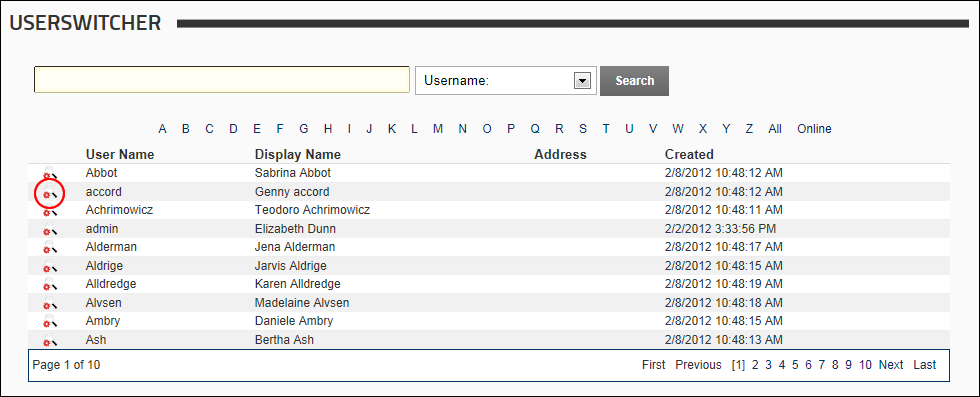 USERSWITCHER
Username: Search
A B C D E F G H I J K L M N O P Q R S T U V W X Y Z All Online
User Name Display Name Address Created
Abbot Sabrina Abbot 2/8/2012 10:48:12 AM
accord Genny accord 2/8/2012 10:48:12 AM
Achrimowicz Teodoro Achrimowicz 2/8/2012 10:48:11 AM
admin Elizabeth Dunn 2/2/2012 3:33:56 PM
Alderman Jena Alderman 2/8/2012 10:48:17 AM
Aldrige Jarvis Aldrige 2/8/2012 10:48:15 AM
Alldredge Karen Alldredge 2/8/2012 10:48:19 AM
Alvsen Madelaine Alvsen 2/8/2012 10:48:18 AM
Ambry Daniele Ambry 2/8/2012 10:48:15 AM
Ash Bertha Ash 2/8/2012 10:48:13 AM
Page 1 of 10 First Previous [1] 2 3 4 5 6 7 8 9 10 Next Last